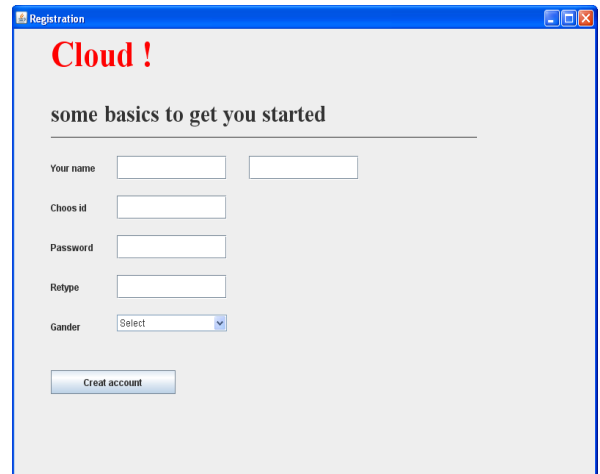 Registration
Cloud !
some basics to get you started
Your name
Choos id
Password
Retype
Gander Select
Creat account